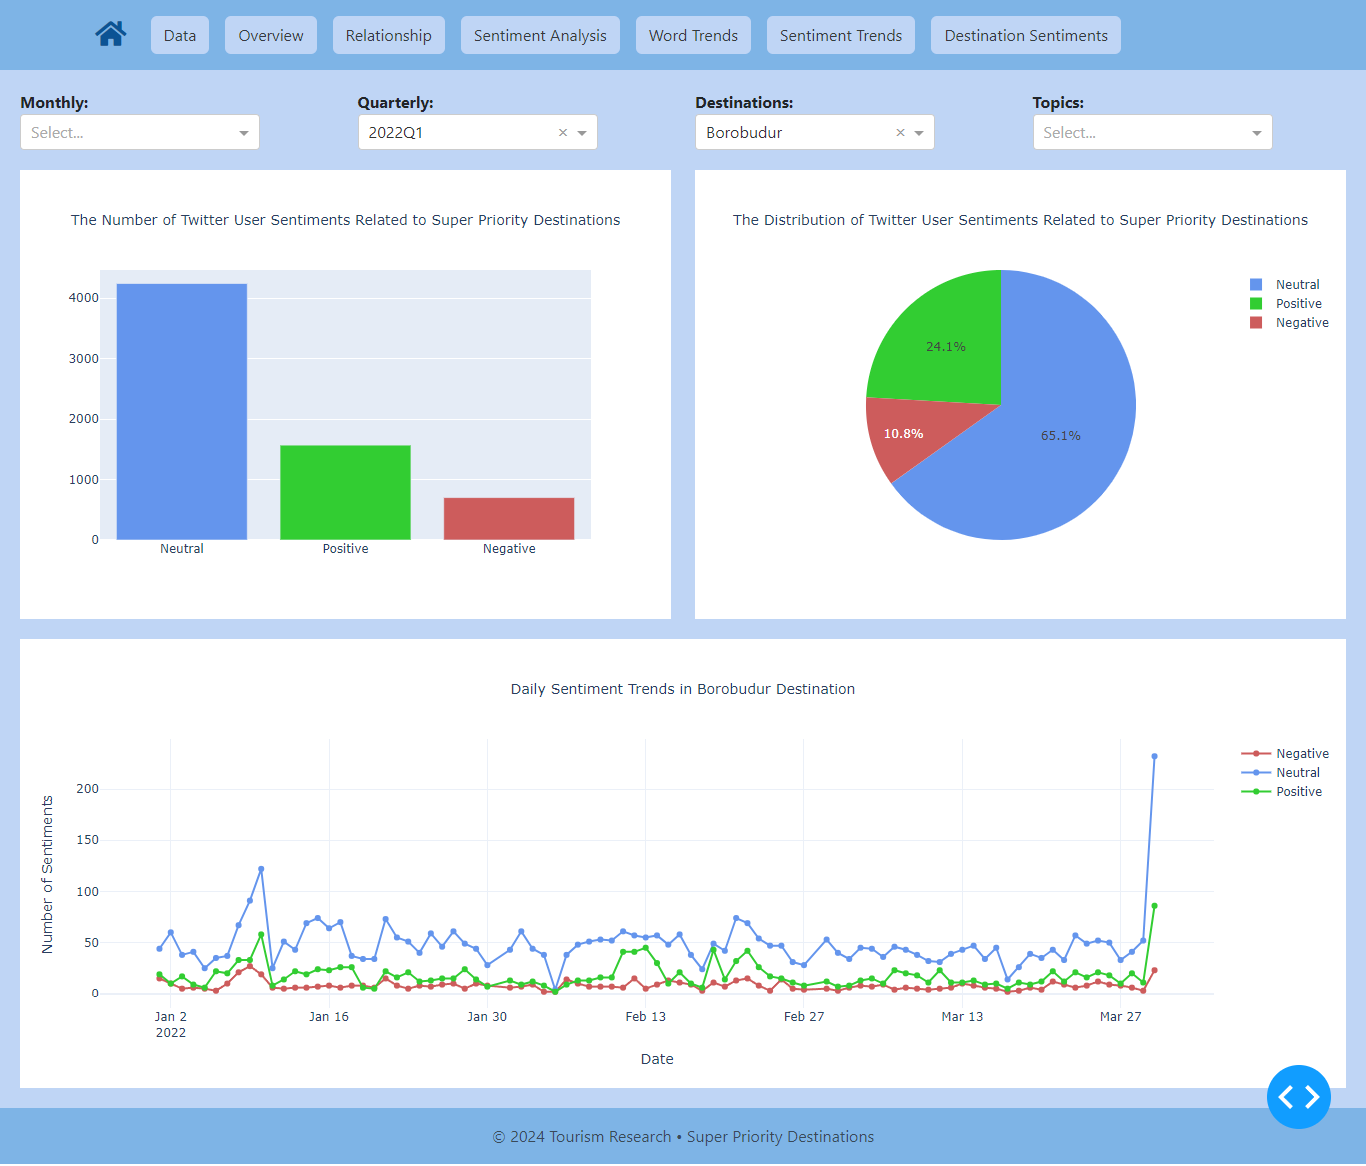 Data
Overview
Relationship
Sentiment Analysis
Word Trends
Sentiment Trends
Destination Sentiments
Monthly:
Select...
Quarterly:
2022Q1
×
Destinations:
Borobudur
×
Topics:
Select...
The Number of Twitter User Sentiments Related to Super Priority Destinations
4000
3000
2000
1000
0
Neutral
Positive
Negative
The Distribution of Twitter User Sentiments Related to Super Priority Destinations
24.1%
10.8%
65.1%
Neutral
Positive
Negative
Daily Sentiment Trends in Borobudur Destination
Number of Sentiments
200
150
100
50
0
Jan 2
2022
Jan 16
Jan 30
Feb 13
Feb 27
Mar 13
Mar 27
Date
Negative
Neutral
Positive
© 2024 Tourism Research • Super Priority Destinations